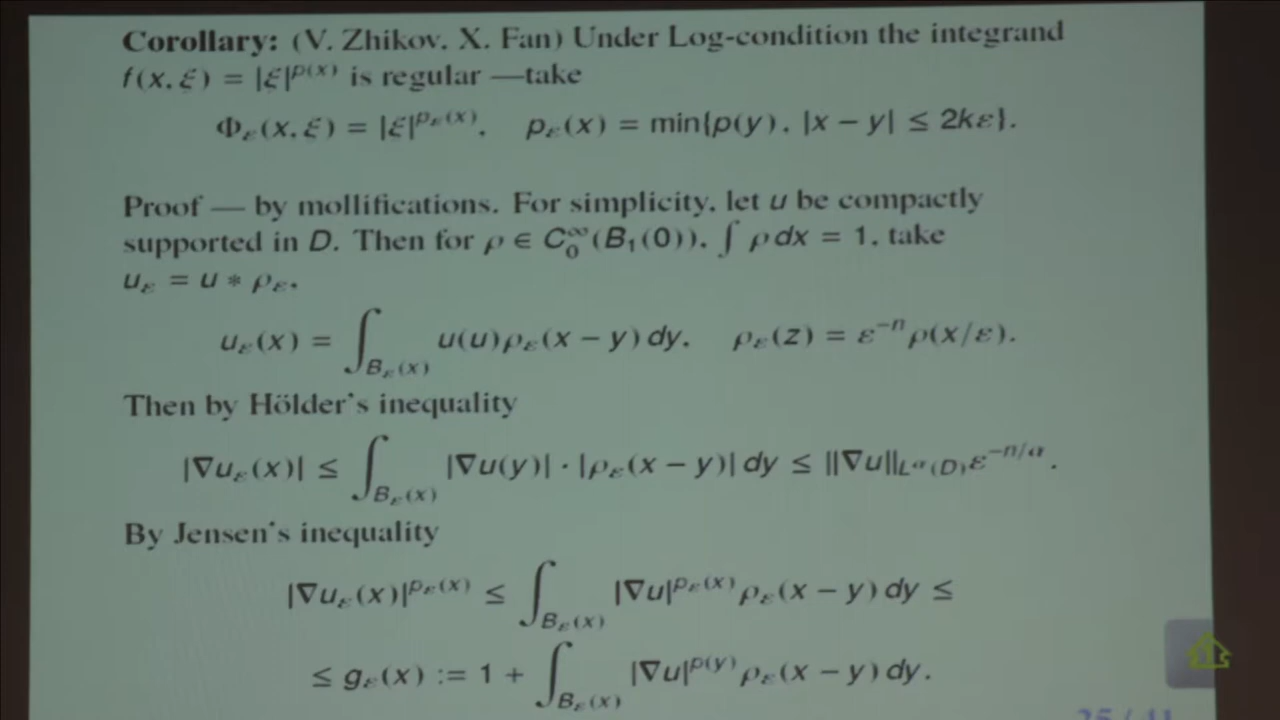 Corollary: (V. Zhikov, X. Fan) Under Log-condition the integrand
f(x, ξ) = |ξ|^{p(x)} is regular —take
Φ_ε(x, ξ) = |ξ|^{p_ε(x)}, p_ε(x) = min{p(y), |x − y| ≤ 2kε}.
Proof — by mollifications. For simplicity, let u be compactly
supported in D. Then for ρ ∈ C_0^∞(B_1(0)), ∫ ρ dx = 1, take
u_ε = u * ρ_ε.
u_ε(x) = ∫_{B_ε(x)} u(u)ρ_ε(x − y) dy, ρ_ε(z) = ε^{−n}ρ(x/ε).
Then by Hölder's inequality
|∇u_ε(x)| ≤ ∫_{B_ε(x)} |∇u(y)| · |ρ_ε(x − y)| dy ≤ ||∇u||_{L^α(D)}ε^{−n/α}.
By Jensen's inequality
|∇u_ε(x)|^{p_ε(x)} ≤ ∫_{B_ε(x)} |∇u|^{p_ε(x)} ρ_ε(x − y) dy ≤
≤ g_ε(x) := 1 + ∫_{B_ε(x)} |∇u|^{p(y)} ρ_ε(x − y) dy.